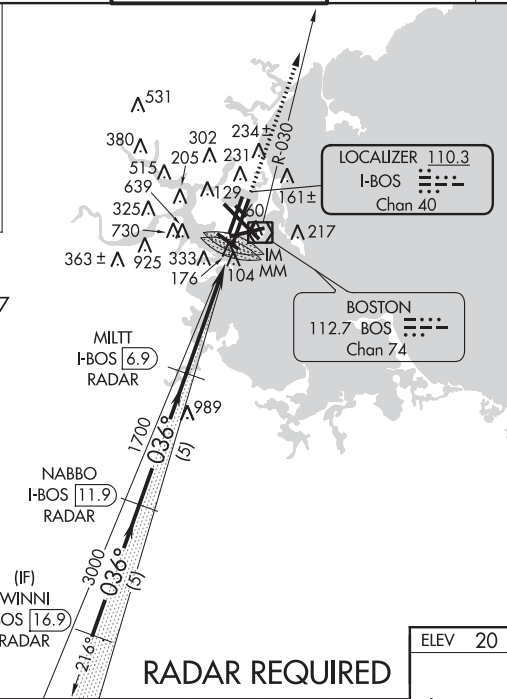 531
380
302
234±
R-030
515
205
231
639
129
161±
325
60
730
217
363 ±
925
333
IM
MM
176
104
LOCALIZER 110.3
I-BOS
Chan 40
BOSTON
112.7 BOS
Chan 74
7
MILTT
I-BOS 6.9
RADAR
989
1700
036°
(5)
NABBO
I-BOS 11.9
RADAR
3000
036°
(5)
(IF)
WINNI
BOS 16.9
RADAR
216°
RADAR REQUIRED
ELEV 20